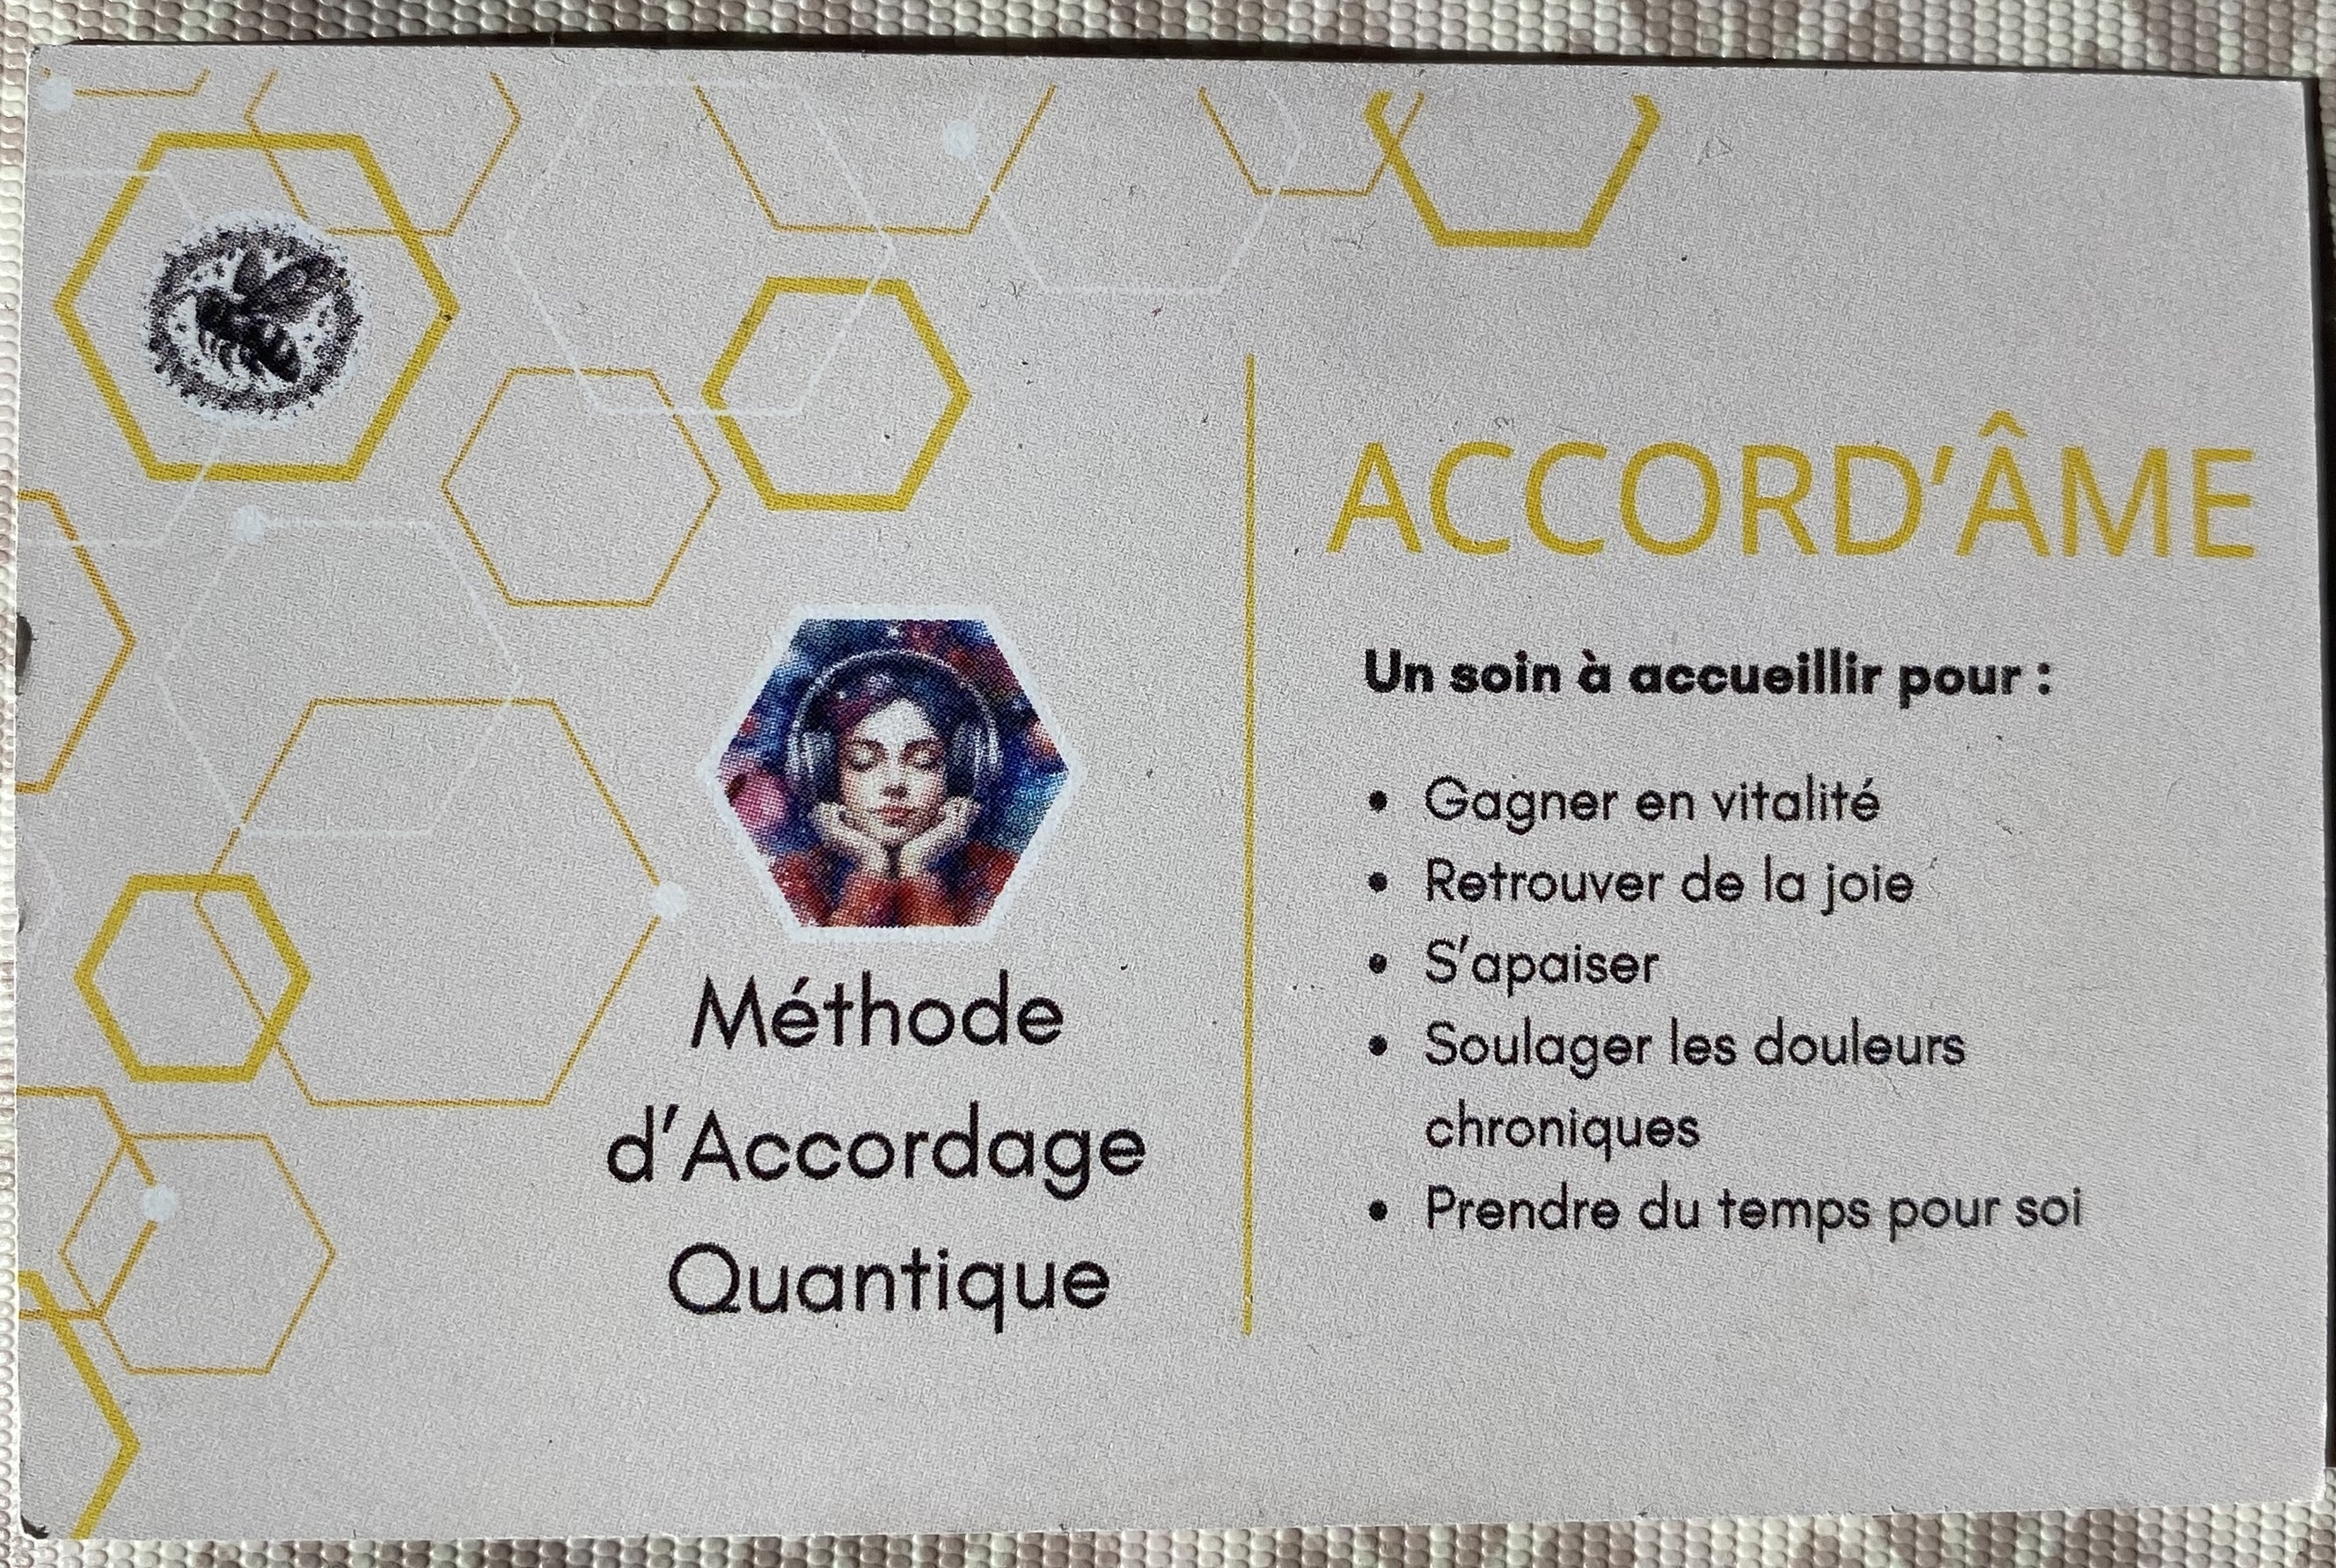 Méthode
d'Accordage
Quantique
ACCORD'ÂME
Un soin à accueillir pour :
• Gagner en vitalité
• Retrouver de la joie
• S'apaiser
• Soulager les douleurs
chroniques
• Prendre du temps pour soi